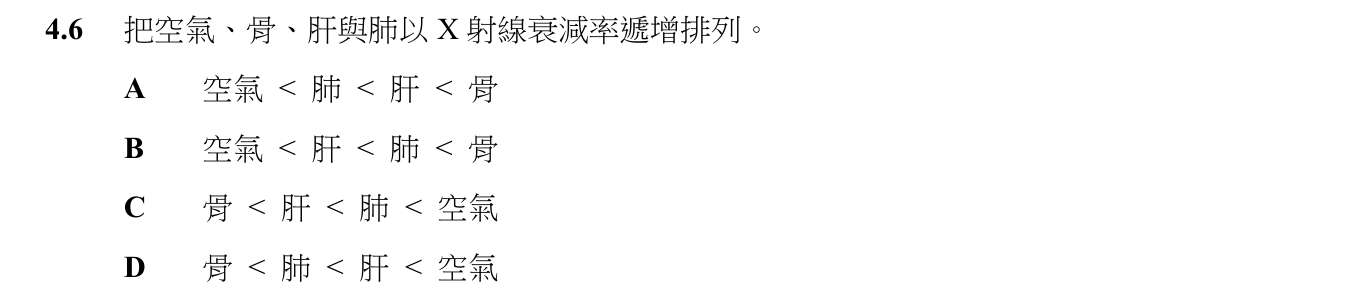 4.6 把空氣、骨、肝與肺以 X 射線衰減率遞增排列。
A 空氣 < 肺 < 肝 < 骨
B 空氣 < 肝 < 肺 < 骨
C 骨 < 肝 < 肺 < 空氣
D 骨 < 肺 < 肝 < 空氣